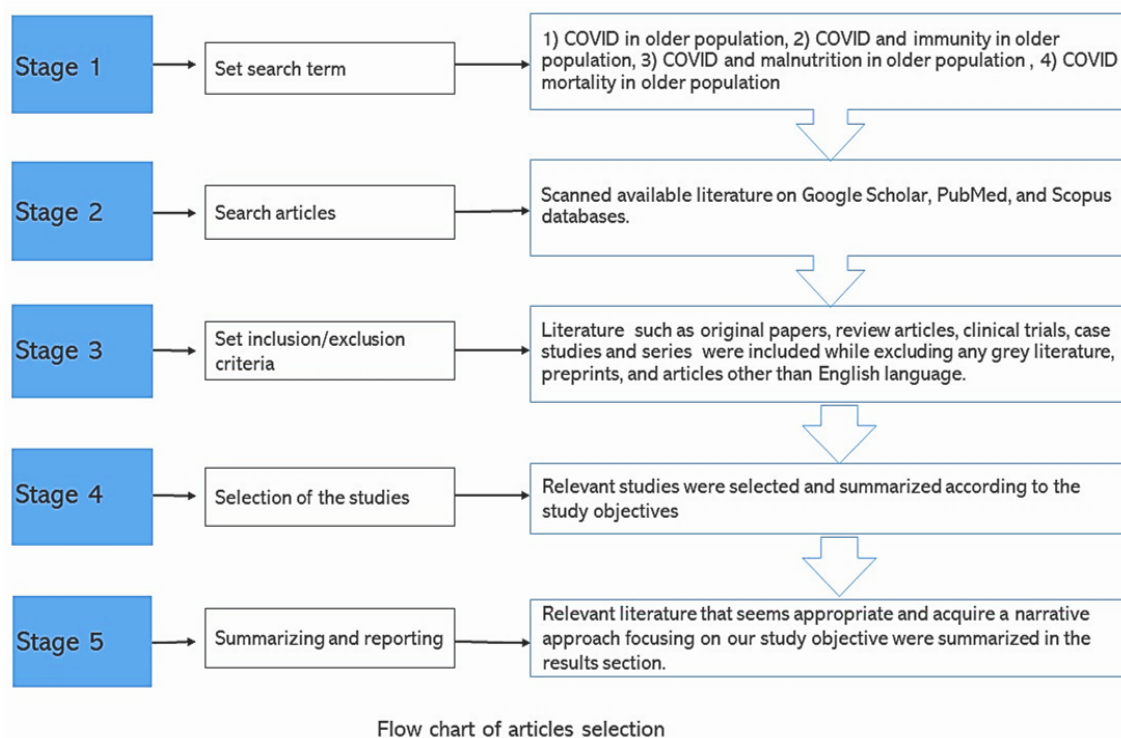 Stage 1
Set search term
1) COVID in older population, 2) COVID and immunity in older
population, 3) COVID and malnutrition in older population , 4) COVID
mortality in older population
Stage 2
Search articles
Scanned available literature on Google Scholar, PubMed, and Scopus
databases.
Stage 3
Set inclusion/exclusion
criteria
Literature such as original papers, review articles, clinical trials, case
studies and series were included while excluding any grey literature,
preprints, and articles other than English language.
Stage 4
Selection of the studies
Relevant studies were selected and summarized according to the
study objectives
Stage 5
Summarizing and reporting
Relevant literature that seems appropriate and acquire a narrative
approach focusing on our study objective were summarized in the
results section.
Flow chart of articles selection